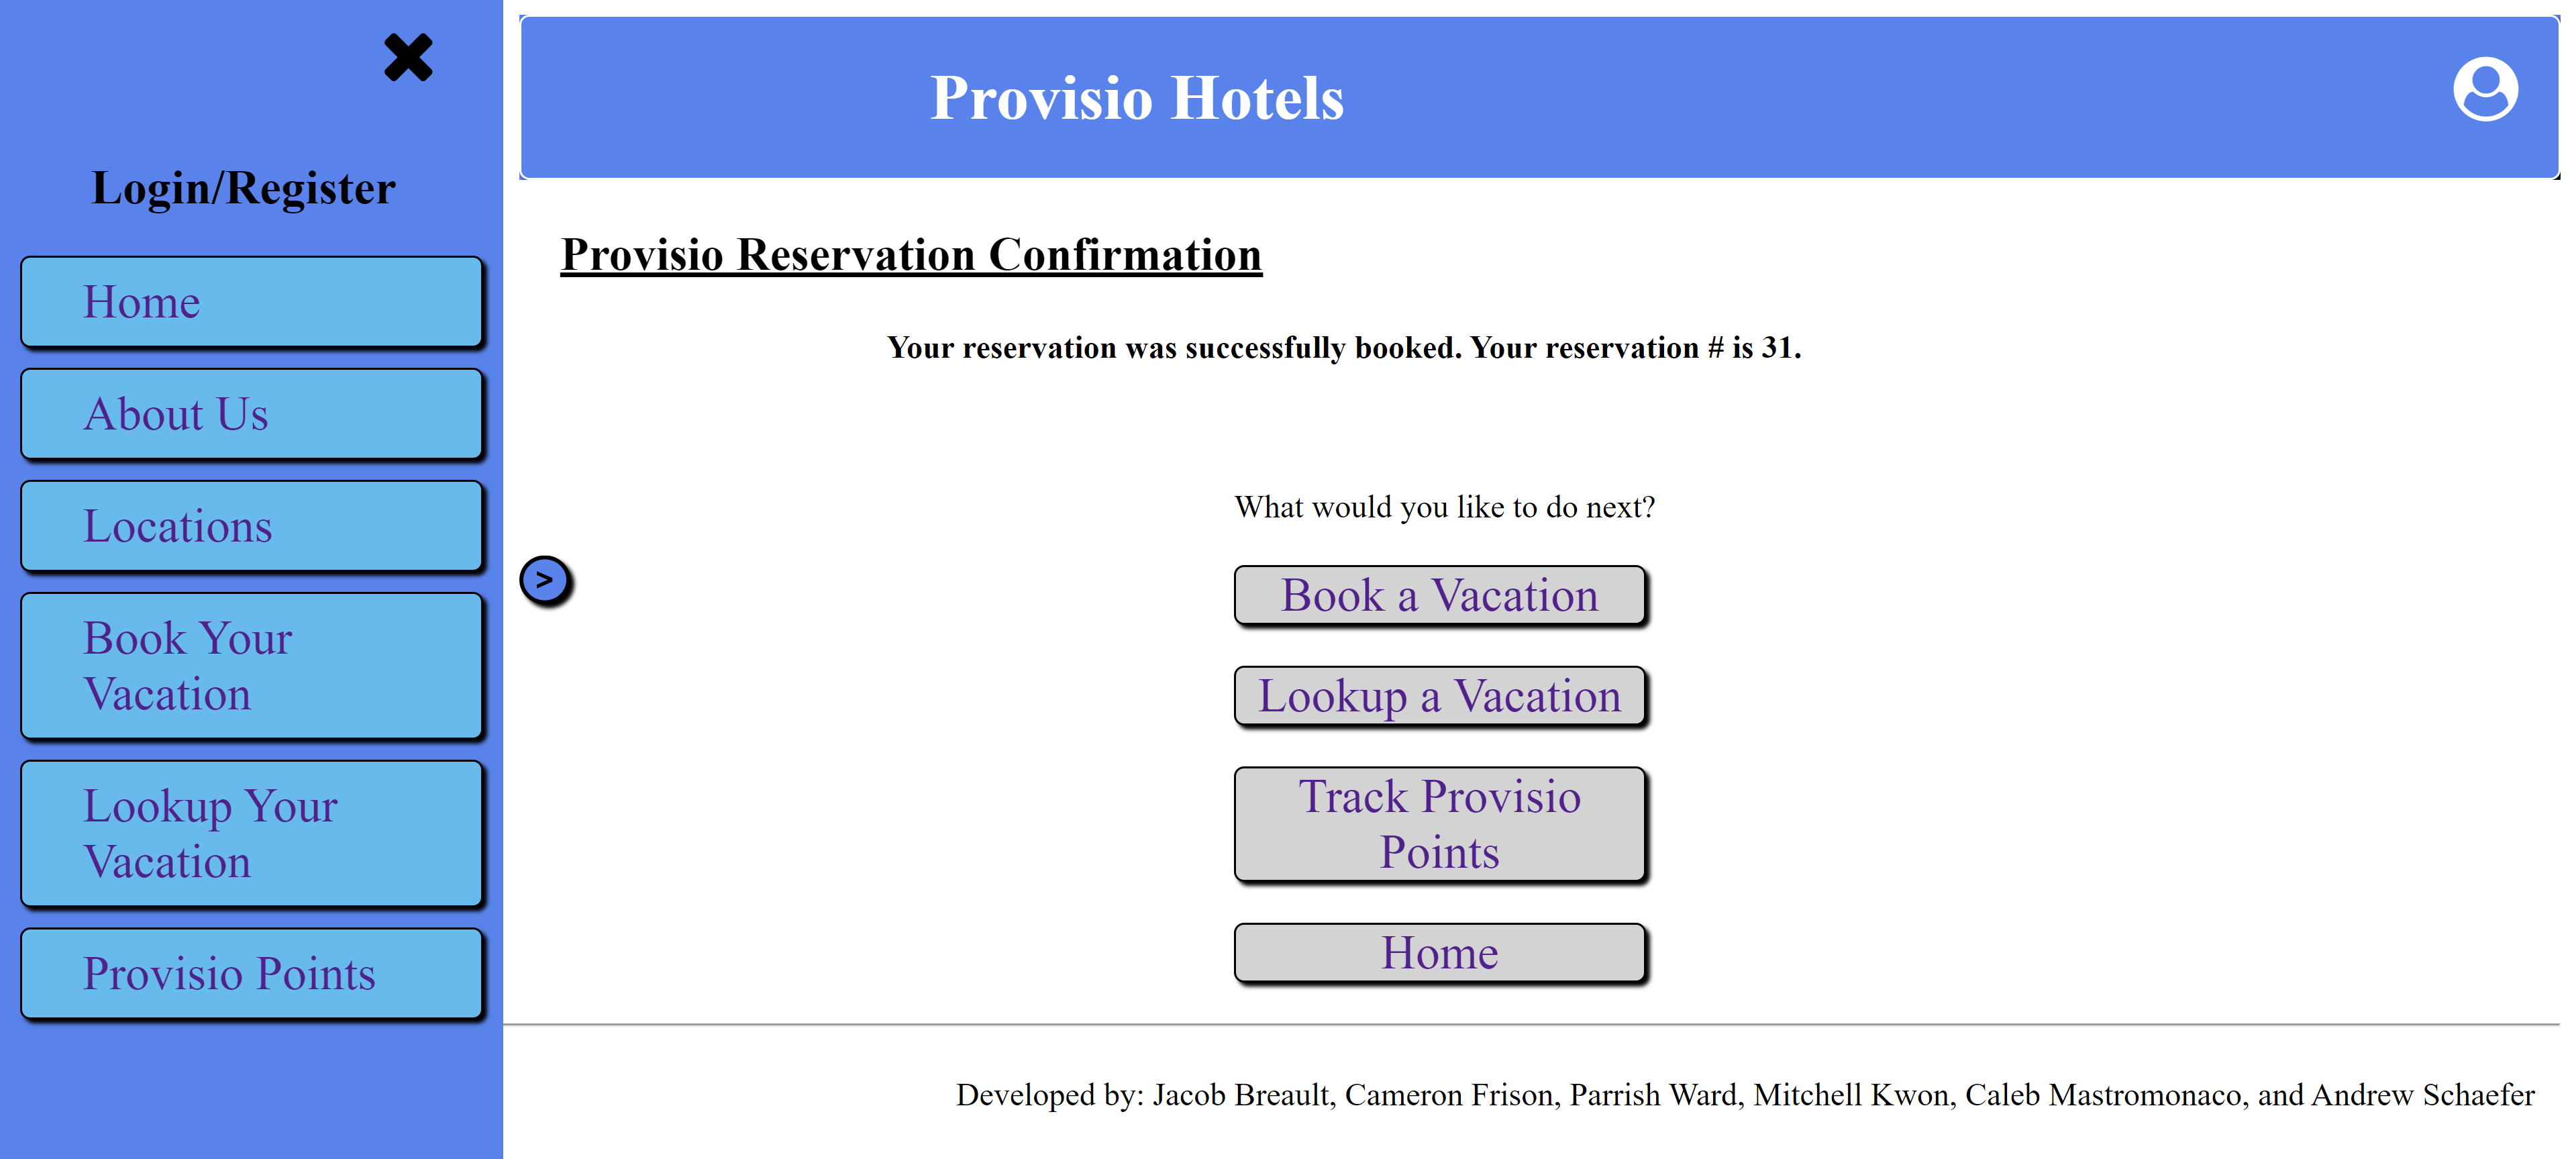 Login/Register
Home
About Us
Locations
Book Your
Vacation
Lookup Your
Vacation
Provisio Points
Provisio Hotels
Provisio Reservation Confirmation
Your reservation was successfully booked. Your reservation # is 31.
What would you like to do next?
>
Book a Vacation
Lookup a Vacation
Track Provisio
Points
Home
Developed by: Jacob Breault, Cameron Frison, Parrish Ward, Mitchell Kwon, Caleb Mastromonaco, and Andrew Schaefer